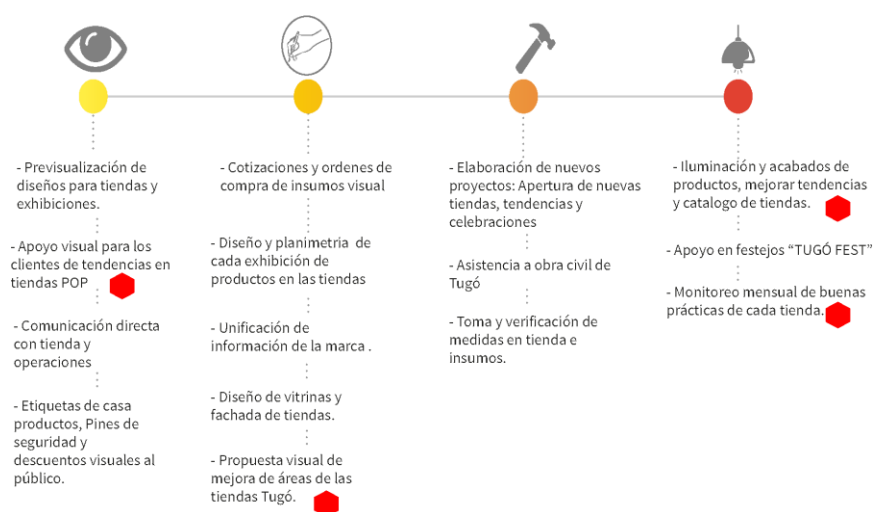 - Previsualización de
diseños para tiendas y
exhibiciones.
- Apoyo visual para los
clientes de tendencias en
tiendas POP
- Comunicación directa
con tienda y
operaciones
- Etiquetas de casa
productos, Pines de
seguridad y
descuentos visuales al
público.
- Cotizaciones y ordenes de
compra de insumos visual
- Diseño y planimetria de
cada exhibición de
productos en las tiendas
- Unificación de
información de la marca .
- Diseño de vitrinas y
fachada de tiendas.
- Propuesta visual de
mejora de áreas de las
tiendas Tugó.
- Elaboración de nuevos
proyectos: Apertura de nuevas
tiendas, tendencias y
celebraciones
- Asistencia a obra civil de
Tugó
- Toma y verificación de
medidas en tienda e
insumos.
- Iluminación y acabados de
productos, mejorar tendencias
y catalogo de tiendas.
- Apoyo en festejos “TUGÓ FEST”
- Monitoreo mensual de buenas
prácticas de cada tienda.